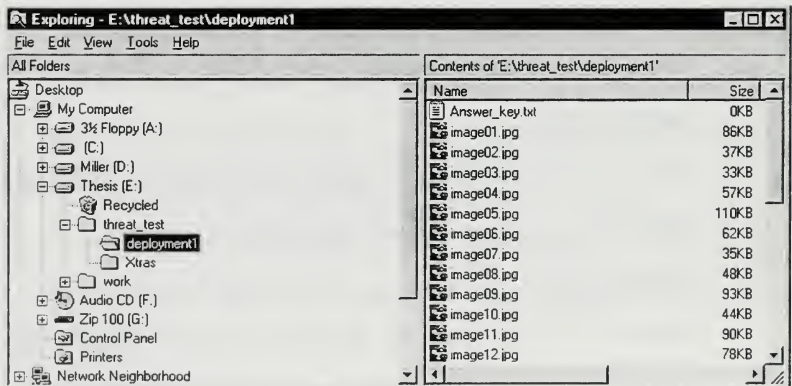 Exploring - E:\threat_test\deployment1
File Edit View Tools Help
All Folders
Contents of 'E:\threat_test\deployment1'
Desktop
My Computer
3½ Floppy (A:)
(C:)
Miller (D:)
Thesis (E:)
Recycled
threat_test
deployment1
Xtras
work
Audio CD (F:)
Zip 100 (G:)
Control Panel
Printers
Network Neighborhood
Name Size
Answer_key.txt 0KB
image01.jpg 86KB
image02.jpg 37KB
image03.jpg 33KB
image04.jpg 57KB
image05.jpg 110KB
image06.jpg 62KB
image07.jpg 35KB
image08.jpg 48KB
image09.jpg 93KB
image10.jpg 44KB
image11.jpg 90KB
image12.jpg 78KB